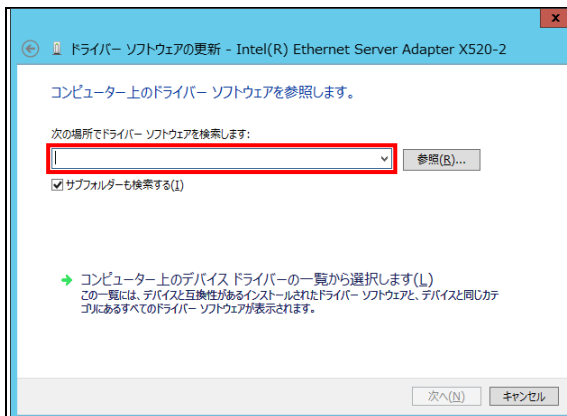 x
ドライバー ソフトウェアの更新 - Intel(R) Ethernet Server Adapter X520-2
コンピューター上のドライバー ソフトウェアを参照します。
次の場所でドライバー ソフトウェアを検索します:
参照(R)...
サブフォルダーも検索する(I)
コンピューター上のデバイス ドライバーの一覧から選択します(L)
この一覧には、デバイスと互換性があるインストールされたドライバー ソフトウェアと、デバイスと同じカテ
ゴリにあるすべてのドライバー ソフトウェアが表示されます。
次へ(N)
キャンセル